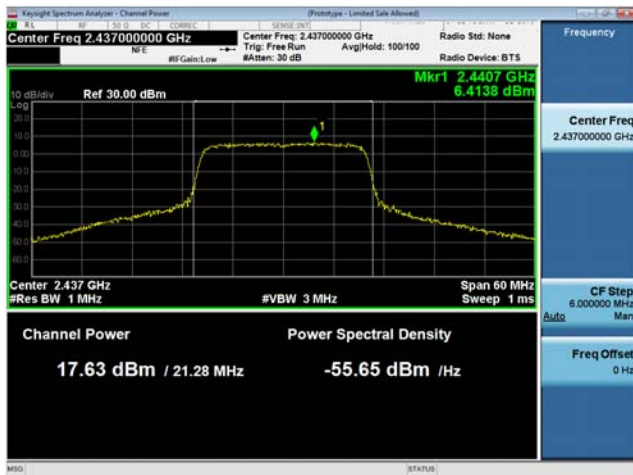 Keysight Spectrum Analyzer - Channel Power
(Prototype - Limited Sale Allowed)
RL RF 50 Ω DC CORREC SENSE:INT
Center Freq 2.437000000 GHz
NFE
#IFGain:Low
Center Freq: 2.437000000 GHz
Trig: Free Run Avg|Hold: 100/100
#Atten: 30 dB
Radio Std: None
Radio Device: BTS
Frequency
Mkr1 2.4407 GHz
6.4138 dBm
10 dB/div Ref 30.00 dBm
Log
20.0
10.0
0.00
10.0
20.0
30.0
40.0
50.0
60.0
1
Center 2.437 GHz Span 60 MHz
#Res BW 1 MHz #VBW 3 MHz Sweep 1 ms
Channel Power Power Spectral Density
17.63 dBm / 21.28 MHz -55.65 dBm /Hz
Center Freq
2.437000000 GHz
CF Step
6.000000 MHz
Auto Man
Freq Offset
0 Hz
MSG STATUS